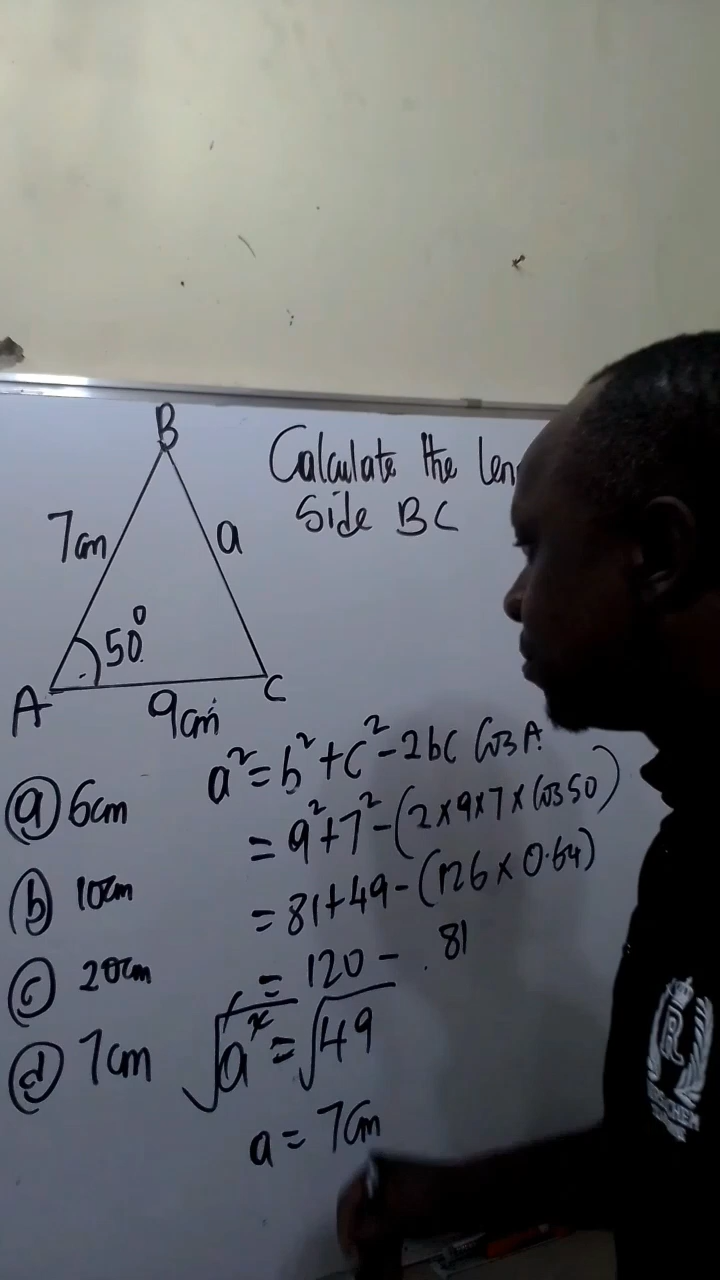 B
Calculate the
Side BC
7cm
a
50°
A
C
9cm
a² = b² + c² - 2bc Cos A
= 9² + 7² - (2 x 9 x 7 x Cos 50)
= 81 + 49 - (126 x 0.64)
= 120 - 81
√a² = √49
a = 7cm
(a) 6cm
(b) 10cm
(c) 20cm
(d) 7cm